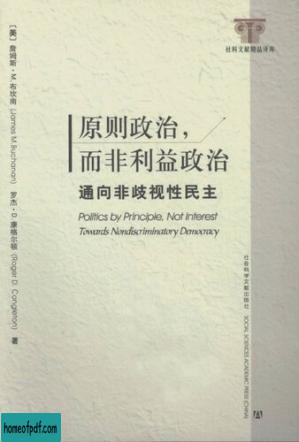 社科文献精品译库
〔美〕詹姆斯·M.布坎南(James M.Buchanan) 罗杰·D.康格尔顿(Roger D.Congleton) 著
原则政治,
而非利益政治
通向非歧视性民主
Politics by Principle, Not Interest
Towards Nondiscriminatory Democracy
社会科学文献出版社
SOCIAL SCIENCES ACADEMIC PRESS(CHINA)
homeofpdf.com